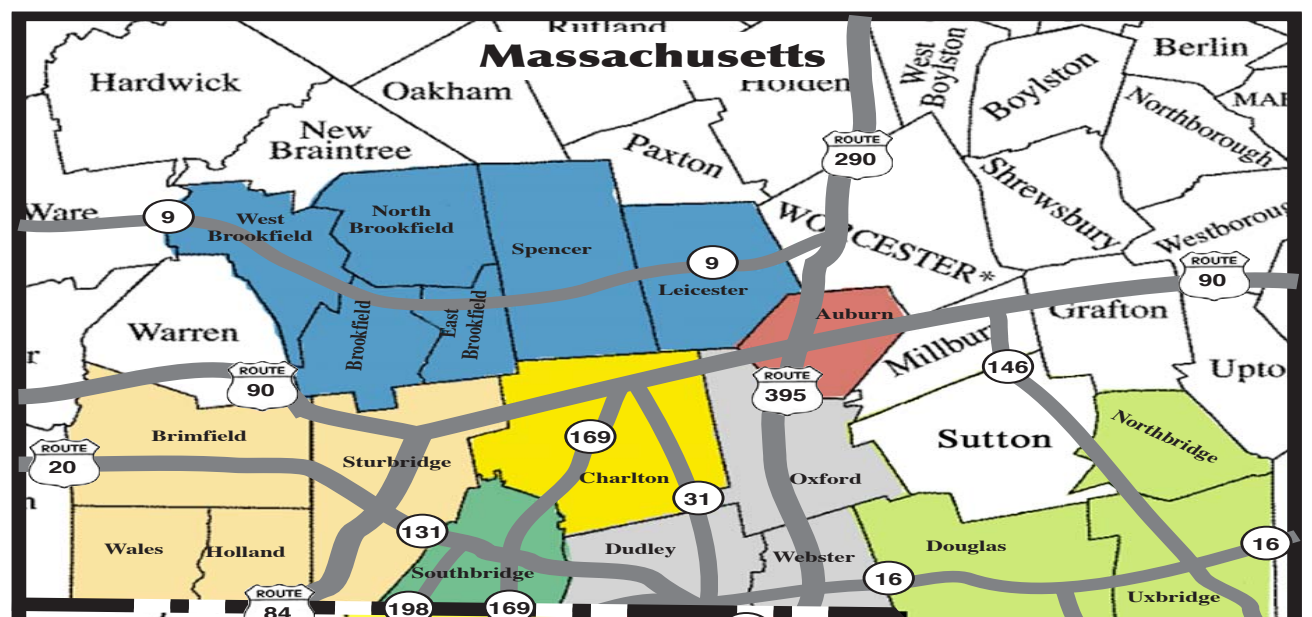 Rutland
Massachusetts
Hardwick
Oakham
Holden
West
Boylston
Boylston
Berlin
Northborough
New
Braintree
Paxton
ROUTE
290
Shrewsbury
Ware
9
West
Brookfield
North
Brookfield
Spencer
9
Leicester
WORCESTER*
ROUTE
90
Grafton
Warren
Brookfield
East
Brookfield
Auburn
Millbury
146
ROUTE
90
ROUTE
395
Brimfield
Sturbridge
169
Charlton
31
Oxford
Sutton
Northbridge
ROUTE
20
131
Wales
Holland
Southbridge
Dudley
Webster
Douglas
16
16
Uxbridge
ROUTE
84
198
169